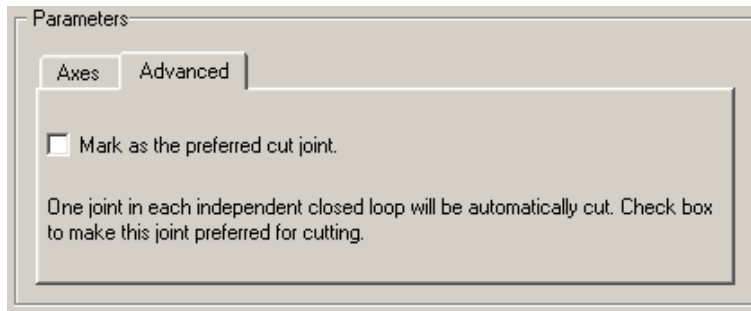 Parameters
Axes
Advanced
Mark as the preferred cut joint.
One joint in each independent closed loop will be automatically cut. Check box
to make this joint preferred for cutting.